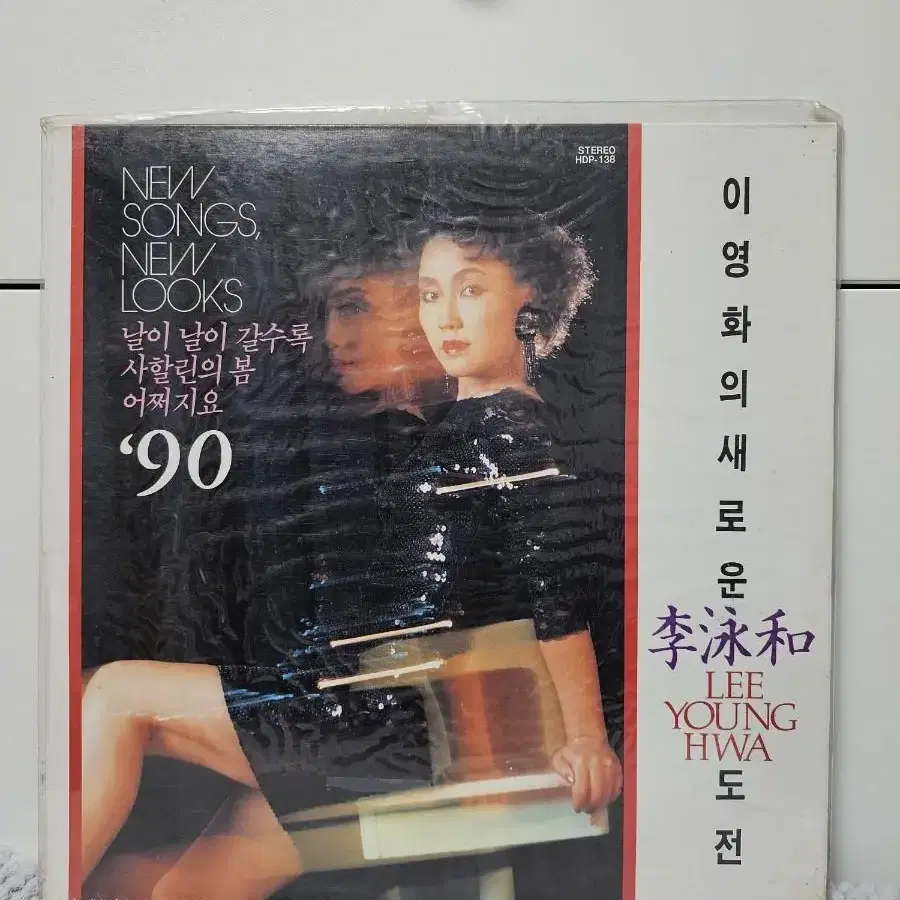 NEW
SONGS,
NEW
LOOKS
날이 날이 갈수록
사할린의 봄
어쩌지요
'90
STEREO
HDP-138
이영화의새로운도전
李泳和
LEE
YOUNG
HWA